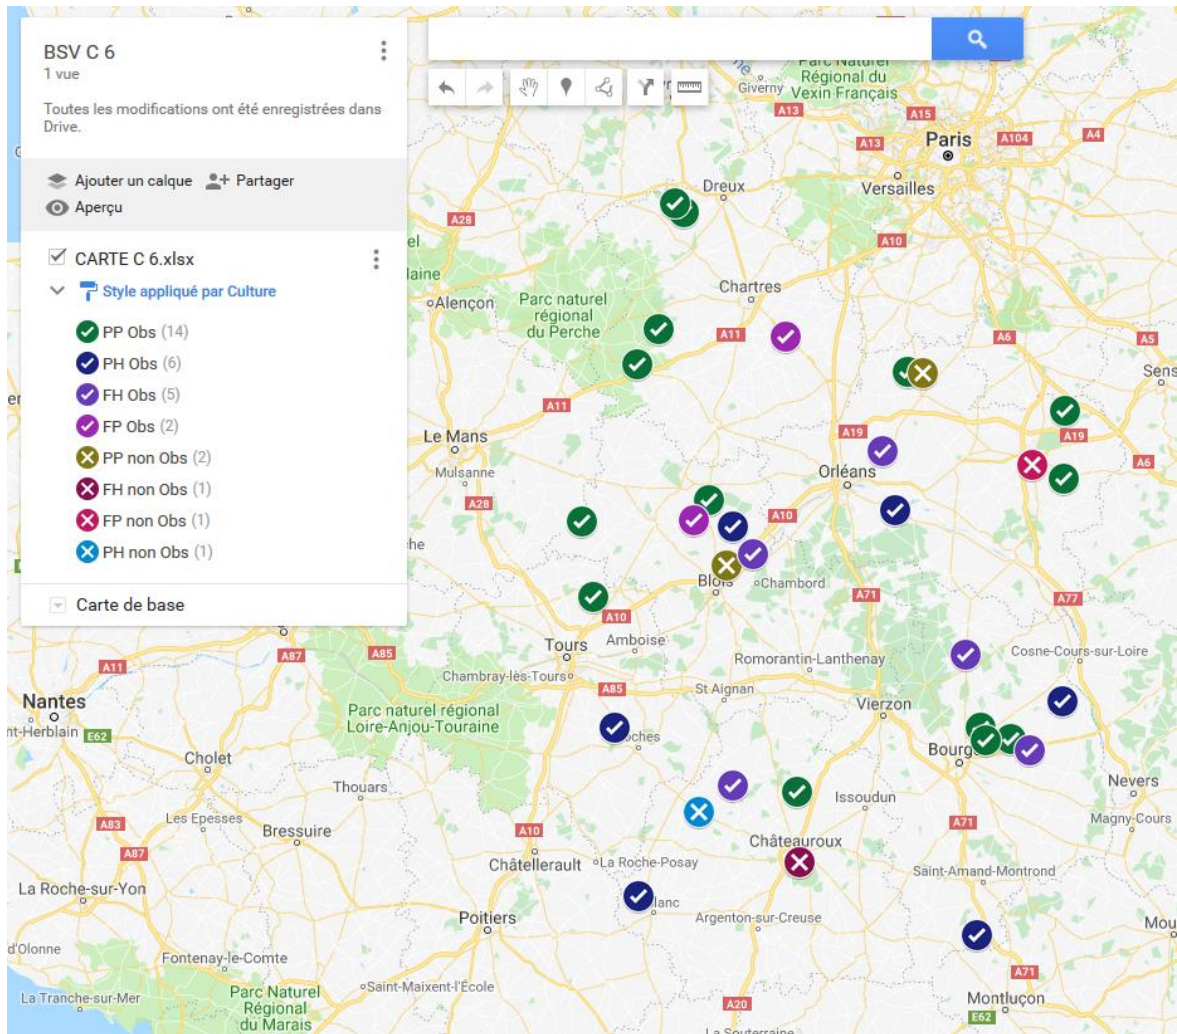 BSV C 6
1 vue
Toutes les modifications ont été enregistrées dans
Drive.
Ajouter un calque
Partager
Aperçu
CARTE C 6.xlsx
Style appliqué par Culture
PP Obs (14)
PH Obs (6)
FH Obs (5)
FP Obs (2)
PP non Obs (2)
FH non Obs (1)
FP non Obs (1)
PH non Obs (1)
Carte de base
Parc Naturel
Régional du
Vexin Français
Giverny
A13
A15
A13
Paris
A104
A4
Versailles
Dreux
A28
A10
Alençon
Parc naturel
régional
du Perche
Chartres
A11
A6
A5
Sens
A11
Le Mans
A19
A19
Mulsanne
Orléans
A6
A28
A10
Blois
Chambord
A71
A77
A10
Tours
Amboise
A87
A85
Romorantin-Lanthenay
Cosne-Cours-sur-Loire
A11
Chambray-lès-Tours
A85
St Aignan
Nantes
Parc naturel régional
Loire-Anjou-Touraine
Vierzon
nt-Herblain
E62
oches
Cholet
Bourg
Thouars
Nevers
Issoudun
A83
Les Epesses
Bressuire
A10
A71
Magny-Cours
A87
Châteauroux
Châtellerault
La Roche-Posay
La Roche-sur-Yon
Saint-Amand-Montrond
lanc
Poitiers
Argenton-sur-Creuse
Mou
d'Olonne
Fontenay-le-Comte
A71
La Tranche-sur-Mer
Parc Naturel
Régional
du Marais
Saint-Maixent-l'École
A20
Montluçon
E62
La Souterraine